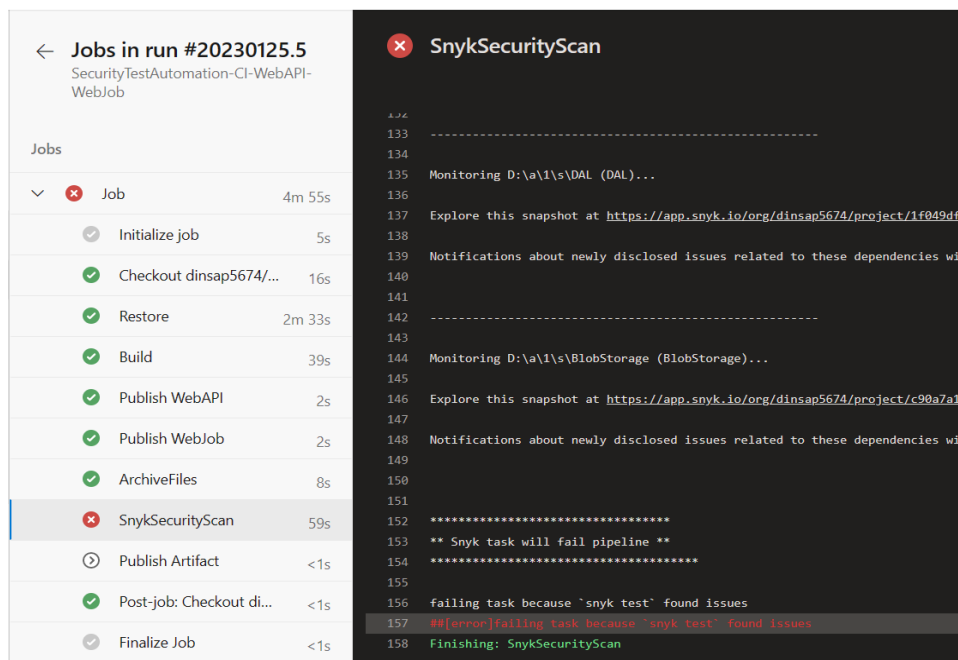 Jobs in run #20230125.5
SecurityTestAutomation-CI-WebAPI-
WebJob
Jobs
Job 4m 55s
Initialize job 5s
Checkout dinsap5674/... 16s
Restore 2m 33s
Build 39s
Publish WebAPI 2s
Publish WebJob 2s
ArchiveFiles 8s
SnykSecurityScan 59s
Publish Artifact <1s
Post-job: Checkout di... <1s
Finalize Job <1s
SnykSecurityScan
132
133 -------------------------------------------------------
134
135 Monitoring D:\a\1\s\DAL (DAL)...
136
137 Explore this snapshot at https://app.snyk.io/org/dinsap5674/project/1f049df
138
139 Notifications about newly disclosed issues related to these dependencies wi
140
141
142 -------------------------------------------------------
143
144 Monitoring D:\a\1\s\BlobStorage (BlobStorage)...
145
146 Explore this snapshot at https://app.snyk.io/org/dinsap5674/project/c90a7a1
147
148 Notifications about newly disclosed issues related to these dependencies wi
149
150
151
152 **********************************
153 ** Snyk task will fail pipeline **
154 **************************************
155
156 failing task because `snyk test` found issues
157 ##[error]failing task because `snyk test` found issues
158 Finishing: SnykSecurityScan